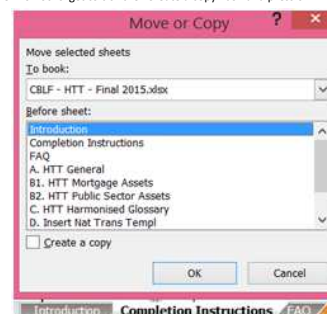 Move or Copy ? ×
Move selected sheets
To book:
CBLF - HTT - Final 2015.xlsx
Before sheet:
Introduction
Completion Instructions
FAQ
A. HTT General
B1. HTT Mortgage Assets
B2. HTT Public Sector Assets
C. HTT Harmonised Glossary
D. Insert Nat Trans Templ
Create a copy
OK Cancel
Introduction Completion Instructions FAQ